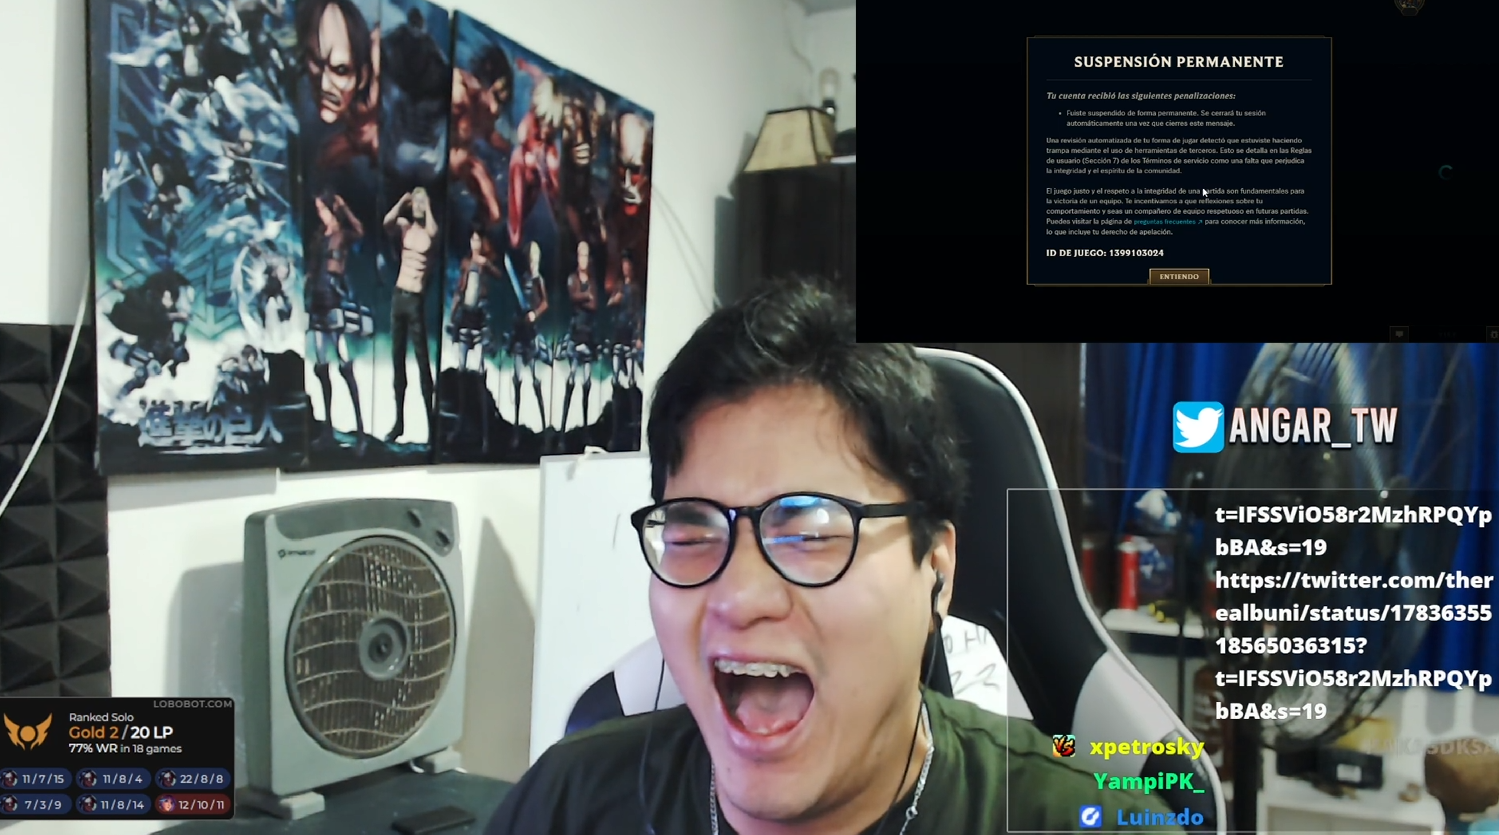 SUSPENSIÓN PERMANENTE
Tu cuenta recibió las siguientes penalizaciones:
• Fuiste suspendido de forma permanente. Se cerrará tu sesión
automáticamente una vez que cierres este mensaje.
Una revisión automatizada de tu forma de jugar detectó que estuviste haciendo
trampa mediante el uso de herramientas de terceros. Esto se detalla en las Reglas
de usuario (Sección 7) de los Términos de servicio como una falta que perjudica
la integridad y el espíritu de la comunidad.
El juego justo y el respeto a la integridad de una partida son fundamentales para
la victoria de un equipo. Te incentivamos a que reflexiones sobre tu
comportamiento y seas un compañero de equipo respetuoso en futuras partidas.
Puedes visitar la página de preguntas frecuentes ↗ para conocer más información,
lo que incluye tu derecho de apelación.
ID DE JUEGO: 1399103024
ENTIENDO
進撃の巨人
ANGAR_TW
t=IFSSViO58r2MzhRPQYp
bBA&s=19
https://twitter.com/ther
ealbuni/status/17836355
18565036315?
t=IFSSViO58r2MzhRPQYp
bBA&s=19
xpetrosky
YampiPK_
Luinzdo
LOBOBOT.COM
Ranked Solo
Gold 2 / 20 LP
77% WR in 18 games
11 / 7 / 15
11 / 8 / 4
22 / 8 / 8
7 / 3 / 9
11 / 8 / 14
12 / 10 / 11